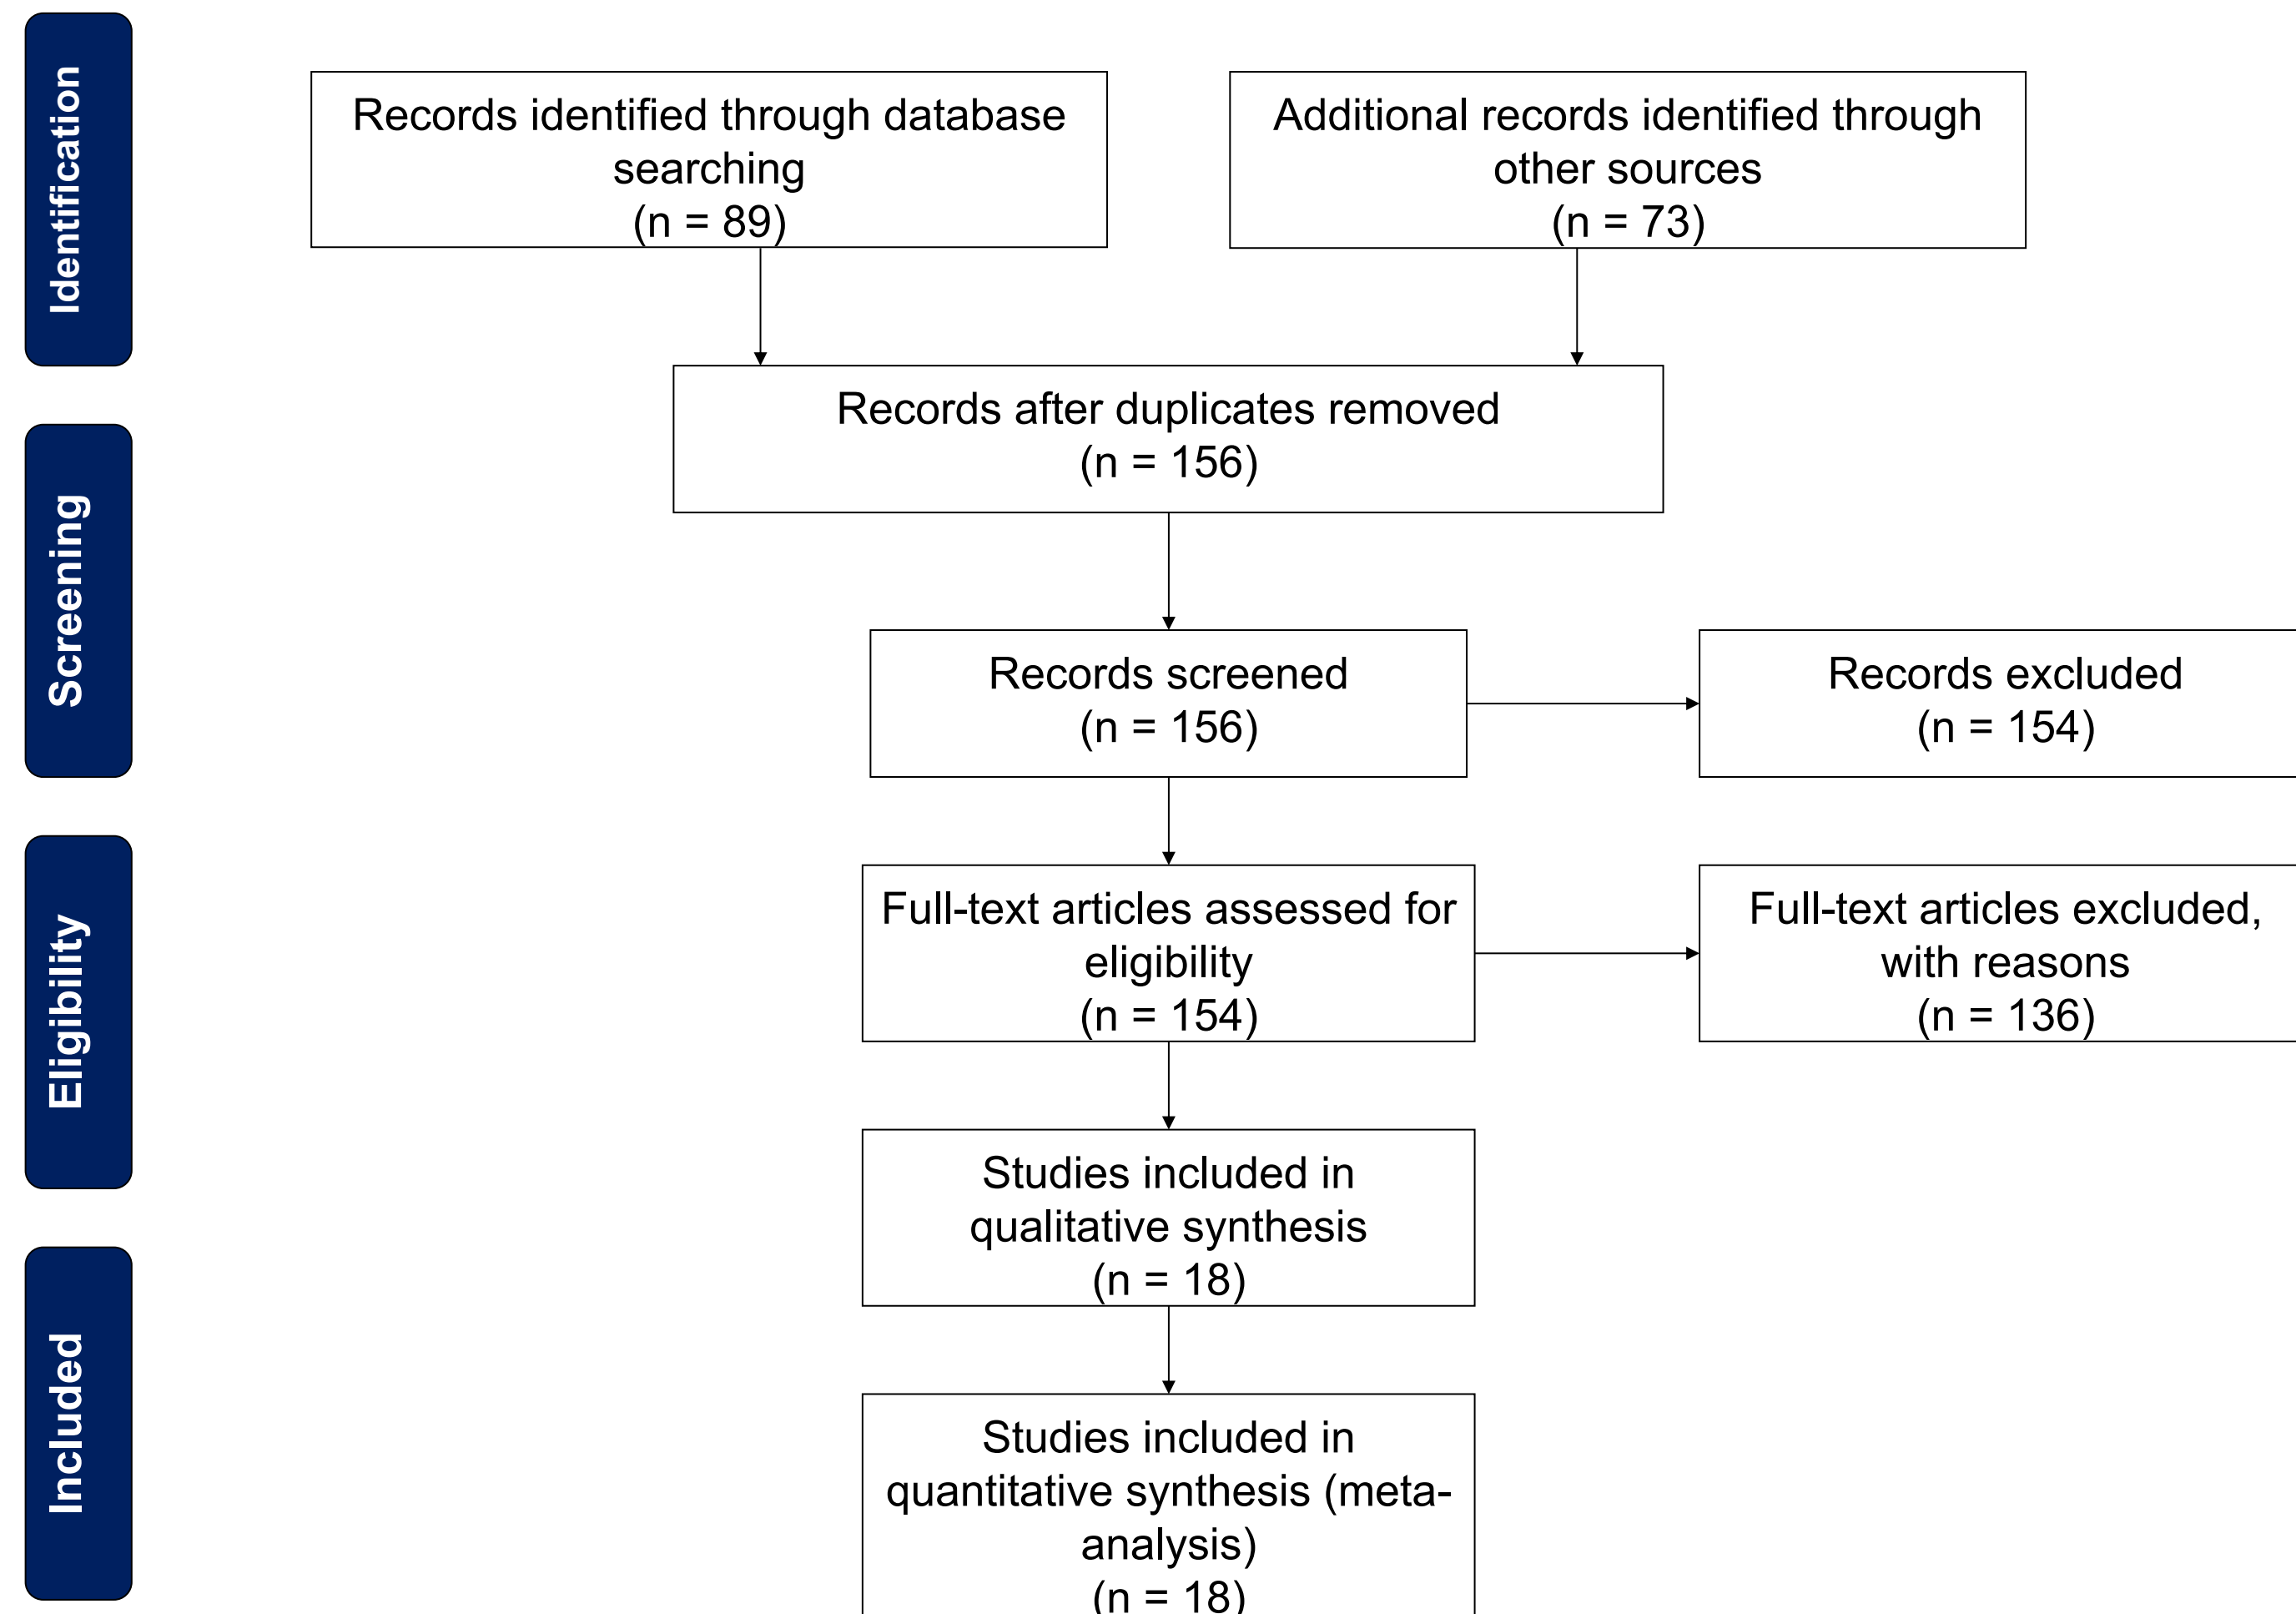 Identification
Records identified through database
searching
(n = 89)
Additional records identified through
other sources
(n = 73)
Records after duplicates removed
(n = 156)
Screening
Records screened
(n = 156)
Records excluded
(n = 154)
Eligibility
Full-text articles assessed for
eligibility
(n = 154)
Full-text articles excluded,
with reasons
(n = 136)
Studies included in
qualitative synthesis
(n = 18)
Included
Studies included in
quantitative synthesis (meta-
analysis)
(n = 18)